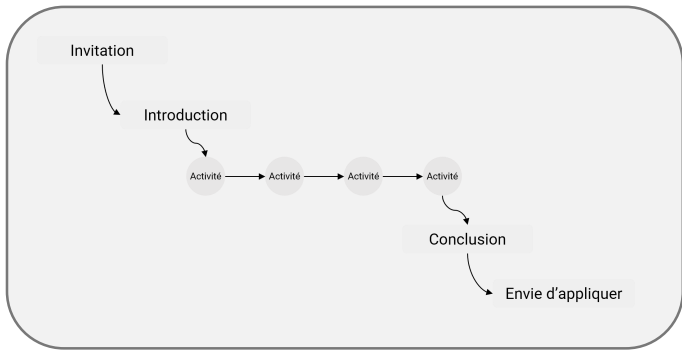 Invitation
Introduction
Activité
Activité
Activité
Activité
Conclusion
Envie d’appliquer